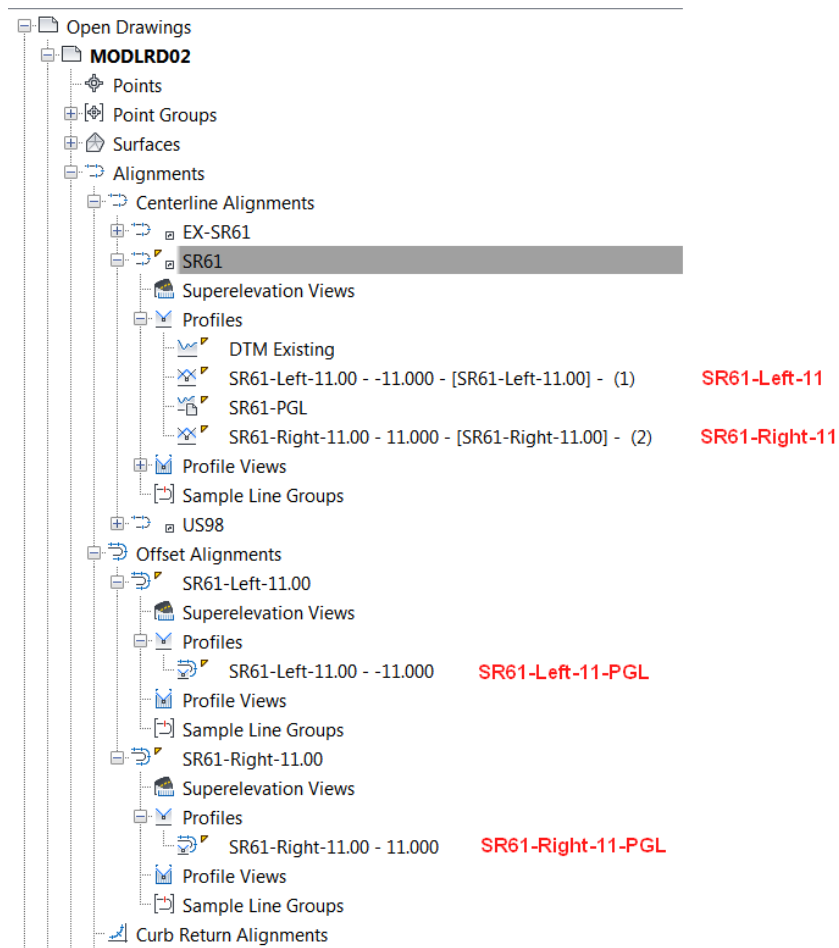 Open Drawings
MODLRD02
Points
Point Groups
Surfaces
Alignments
Centerline Alignments
EX-SR61
SR61
Superelevation Views
Profiles
DTM Existing
SR61-Left-11.00 - -11.000 - [SR61-Left-11.00] - (1) SR61-Left-11
SR61-PGL
SR61-Right-11.00 - 11.000 - [SR61-Right-11.00] - (2) SR61-Right-11
Profile Views
Sample Line Groups
US98
Offset Alignments
SR61-Left-11.00
Superelevation Views
Profiles
SR61-Left-11.00 - -11.000 SR61-Left-11-PGL
Profile Views
Sample Line Groups
SR61-Right-11.00
Superelevation Views
Profiles
SR61-Right-11.00 - 11.000 SR61-Right-11-PGL
Profile Views
Sample Line Groups
Curb Return Alignments